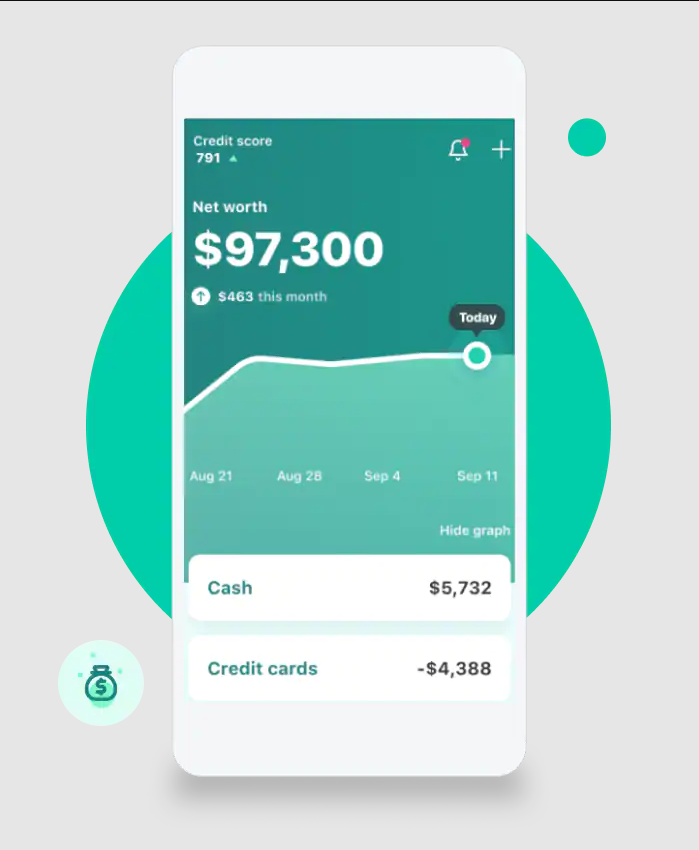 Credit score
791
Net worth
$97,300
$463 this month
Today
Aug 21 Aug 28 Sep 4 Sep 11
Hide graph
Cash $5,732
Credit cards -$4,388
$